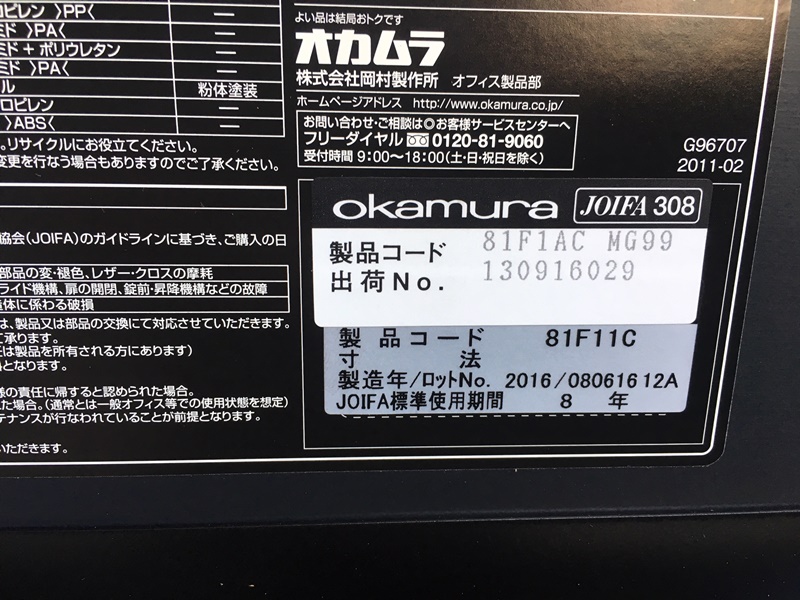 ロピレン 〉PP〈 —
ミド 〉PA〈 —
ミド + ポリウレタン —
ミド 〉PA〈 —
ル 粉体塗装
ロピレン —
〉ABS〈 —
。リサイクルにお役立てください。
変更を行なう場合もありますのでご了承ください。
よい品は結局おトクです
オカムラ
株式会社岡村製作所 オフィス製品部
ホームページアドレス http://www.okamura.co.jp/
お問い合わせ・ご相談は◎お客様サービスセンターへ
フリーダイヤル 0120-81-9060
受付時間 9:00〜18:00(土・日・祝日を除く)
G96707
2011-02
協会(JOIFA)のガイドラインに基づき、ご購入の日
部品の変・褪色、レザー・クロスの摩耗
ライド機構、扉の開閉、錠前・昇降機構などの故障
造体に係わる破損
は、製品又は部品の交換にて対応させていただきます。
て承ります。
任は製品を所有される方にあります)
となります。
様の責任に帰すると認められた場合。
た場合。(通常とは一般オフィス等での使用状態を想定)
テナンスが行なわれていることが前提となります。
いただきます。
okamura JOIFA 308
製品コード 81F1AC MG99
出荷No. 130916029
製品コード 81F11C
寸 法
製造年/ロットNo. 2016/08061612A
JOIFA標準使用期間 8 年